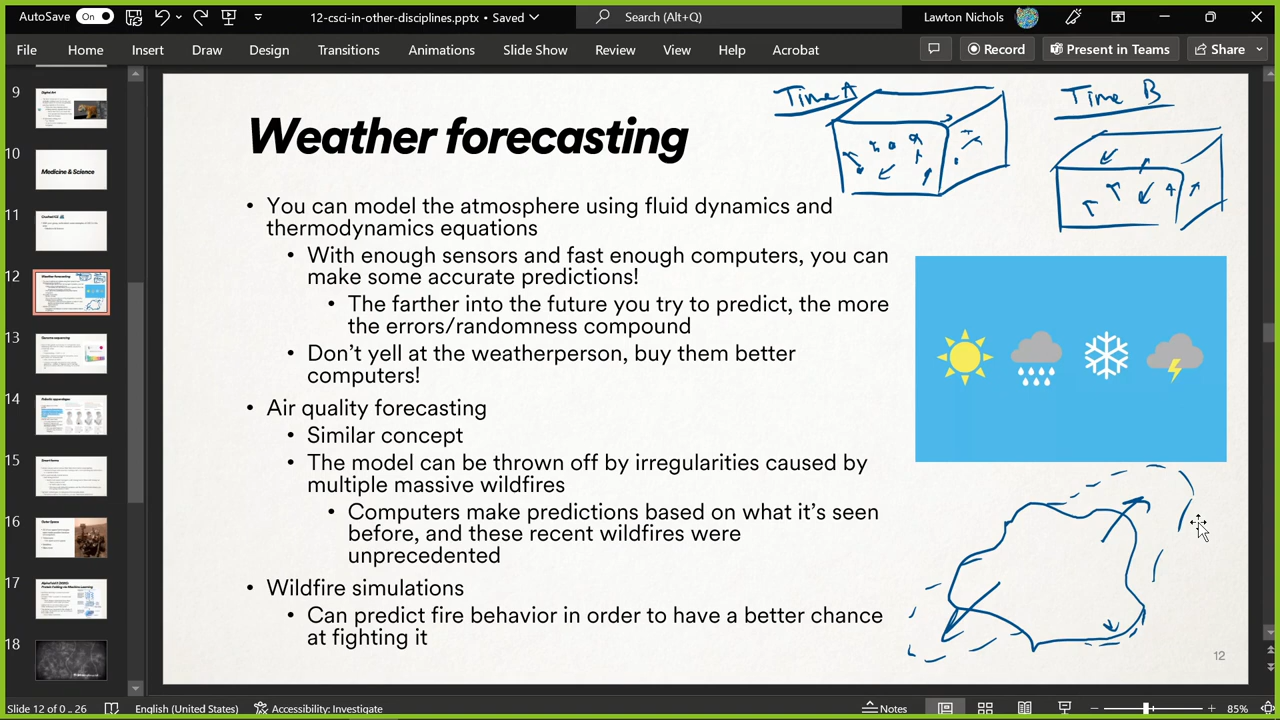 AutoSave
On
12-csci-in-other-disciplines.pptx • Saved
Search (Alt+Q)
Lawton Nichols
File
Home
Insert
Draw
Design
Transitions
Animations
Slide Show
Review
View
Help
Acrobat
Record
Present in Teams
Share
9
10
Medicine & Science
11
12
Weather forecasting
13
14
15
16
17
18
Time A
Time B
Weather forecasting
• You can model the atmosphere using fluid dynamics and
thermodynamics equations
• With enough sensors and fast enough computers, you can
make some accurate predictions!
The farther into the future you try to predict, the more
the errors/randomness compound
• Don't yell at the weatherperson, buy them better
computers!
• Air quality forecasting
• Similar concept
• The model can be thrown off by irregularities caused by
multiple massive wildfires
• Computers make predictions based on what it's seen
before, and these recent wildfires were
unprecedented
• Wildfire simulations
• Can predict fire behavior in order to have a better chance
at fighting it
12
Slide 12 of 0 - 26
English (United States)
Accessibility: Investigate
Notes
85%